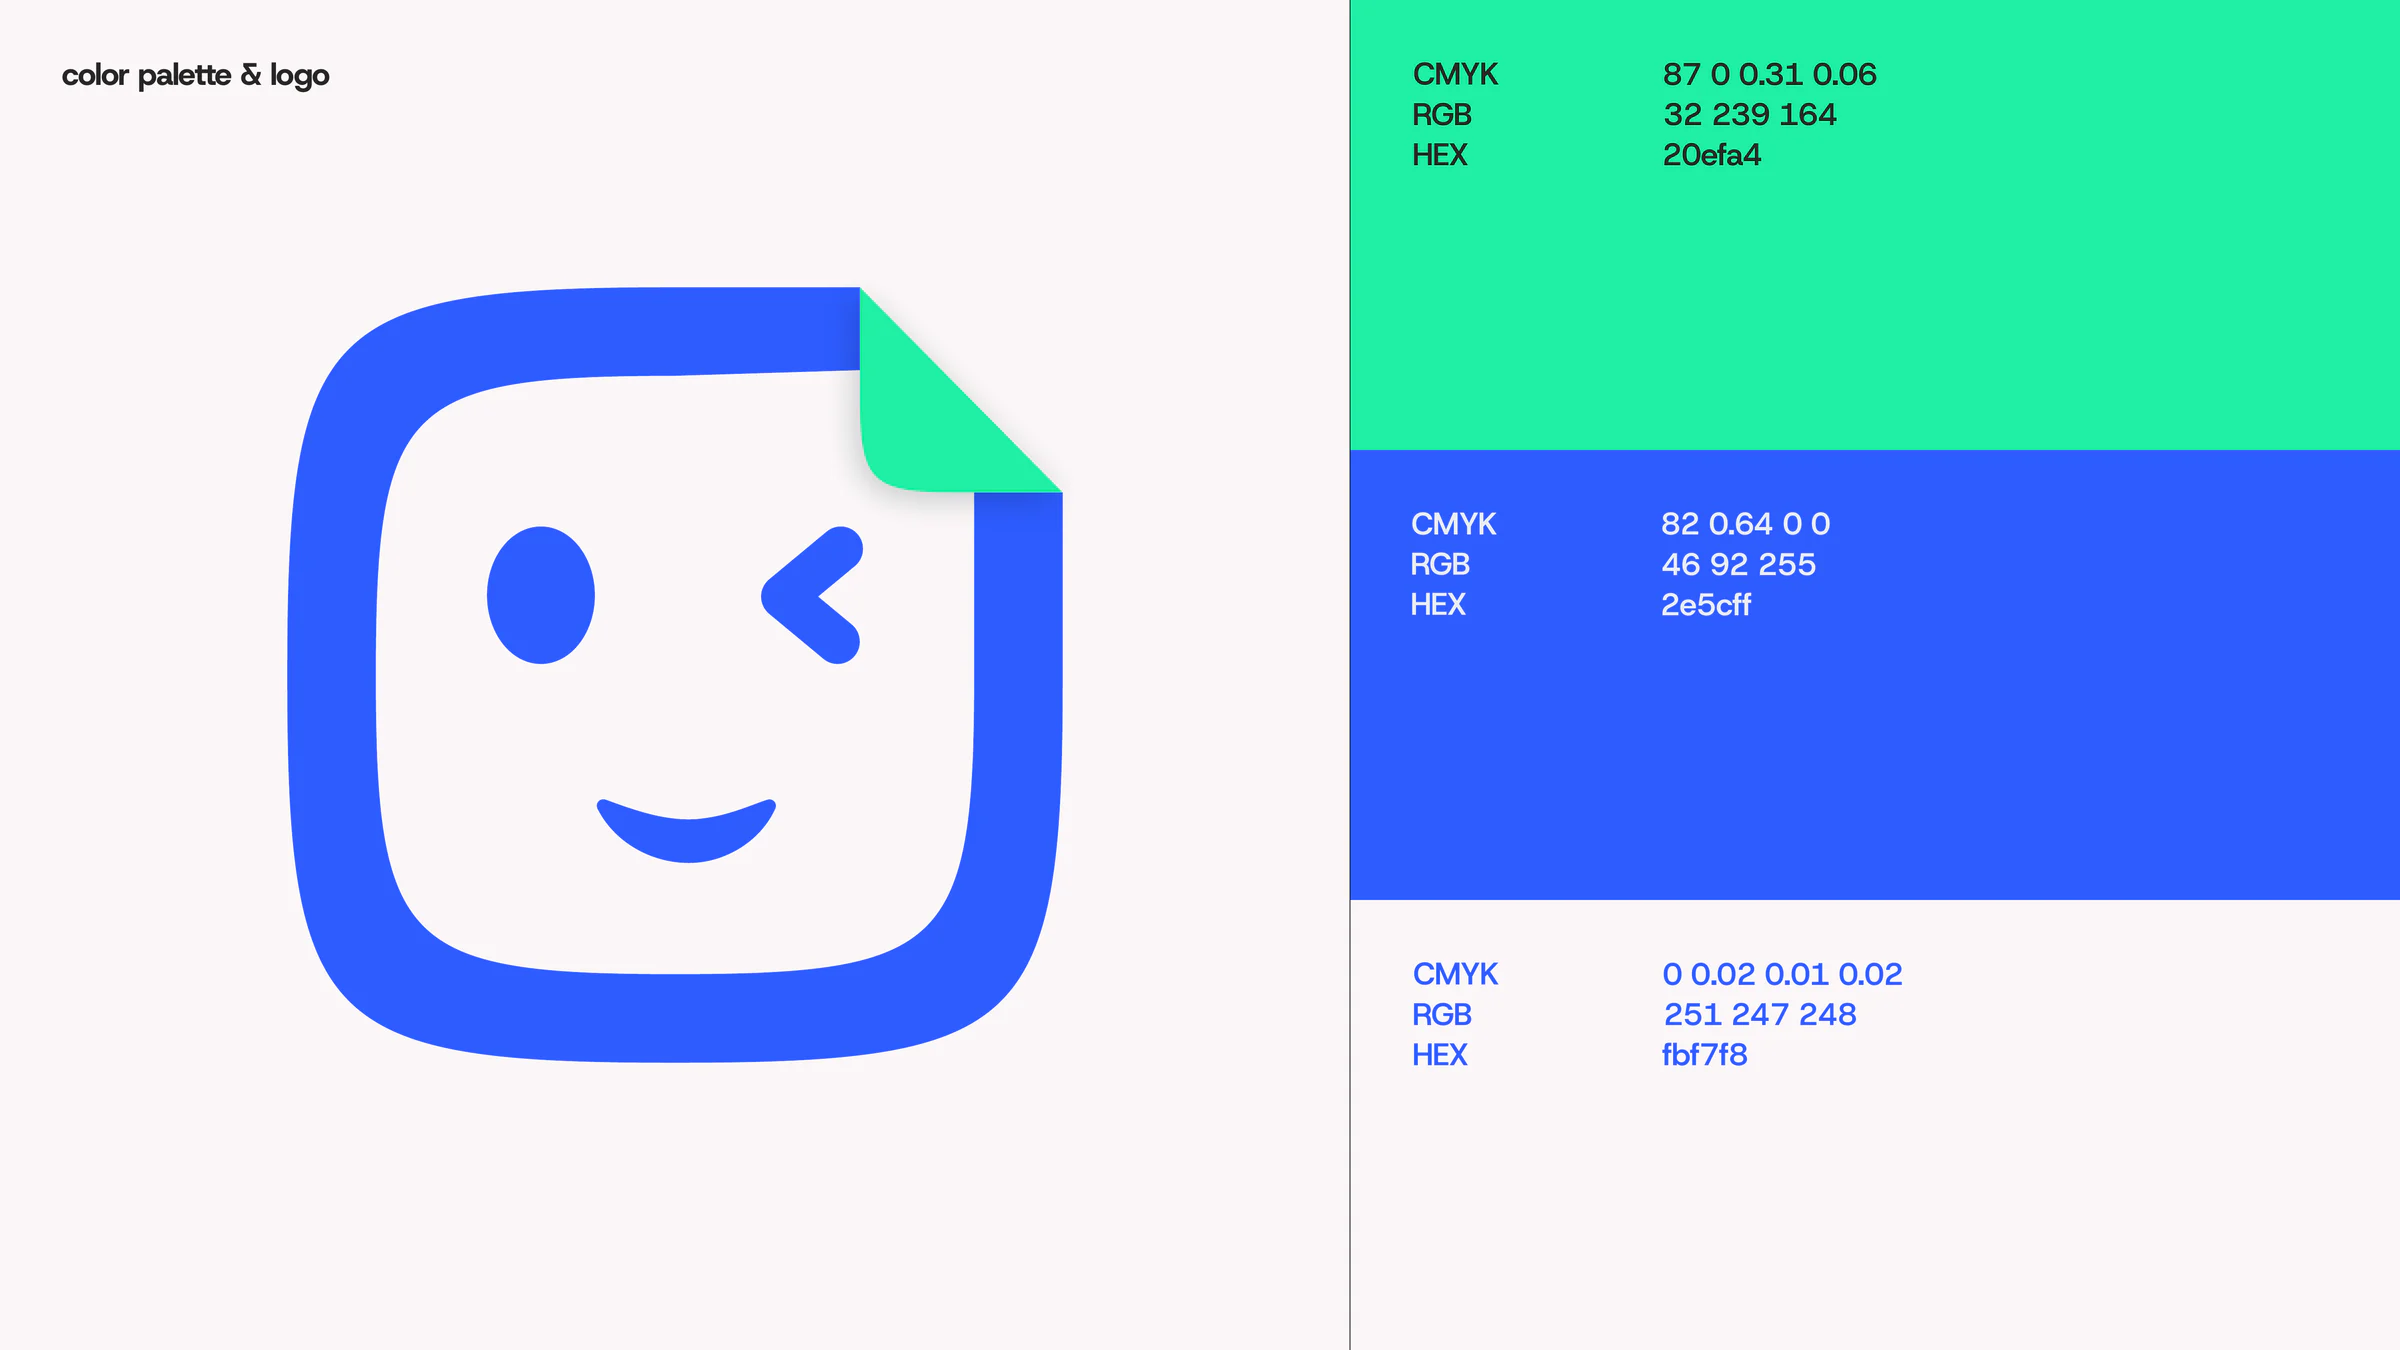 color palette & logo
CMYK 87 0 0.31 0.06
RGB 32 239 164
HEX 20efa4
CMYK 82 0.64 0 0
RGB 46 92 255
HEX 2e5cff
CMYK 0 0.02 0.01 0.02
RGB 251 247 248
HEX fbf7f8